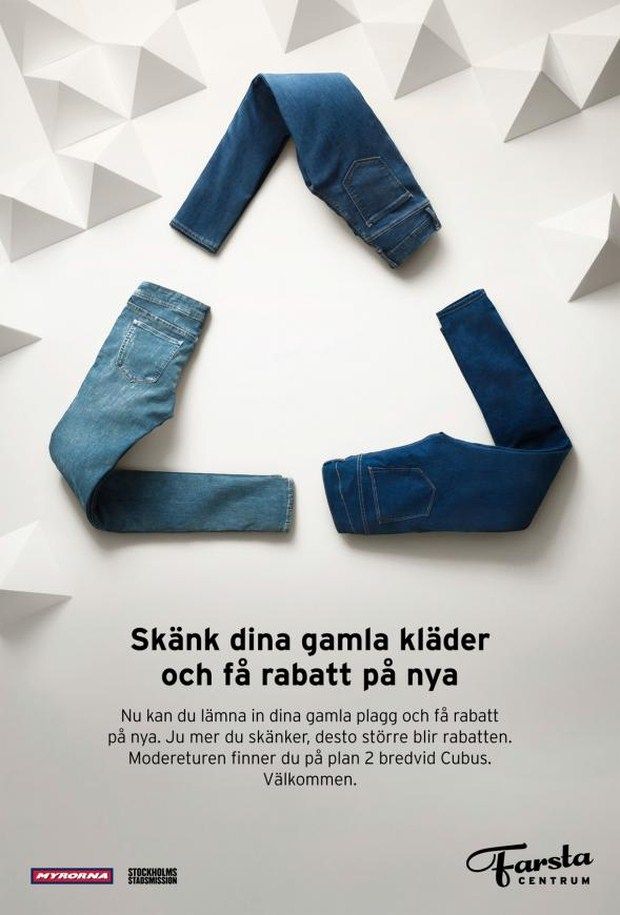 Skänk dina gamla kläder
och få rabatt på nya
Nu kan du lämna in dina gamla plagg och få rabatt
på nya. Ju mer du skänker, desto större blir rabatten.
Modereturen finner du på plan 2 bredvid Cubus.
Välkommen.
MYRORNA
STOCKHOLMS
STADSMISSION
Farsta
CENTRUM